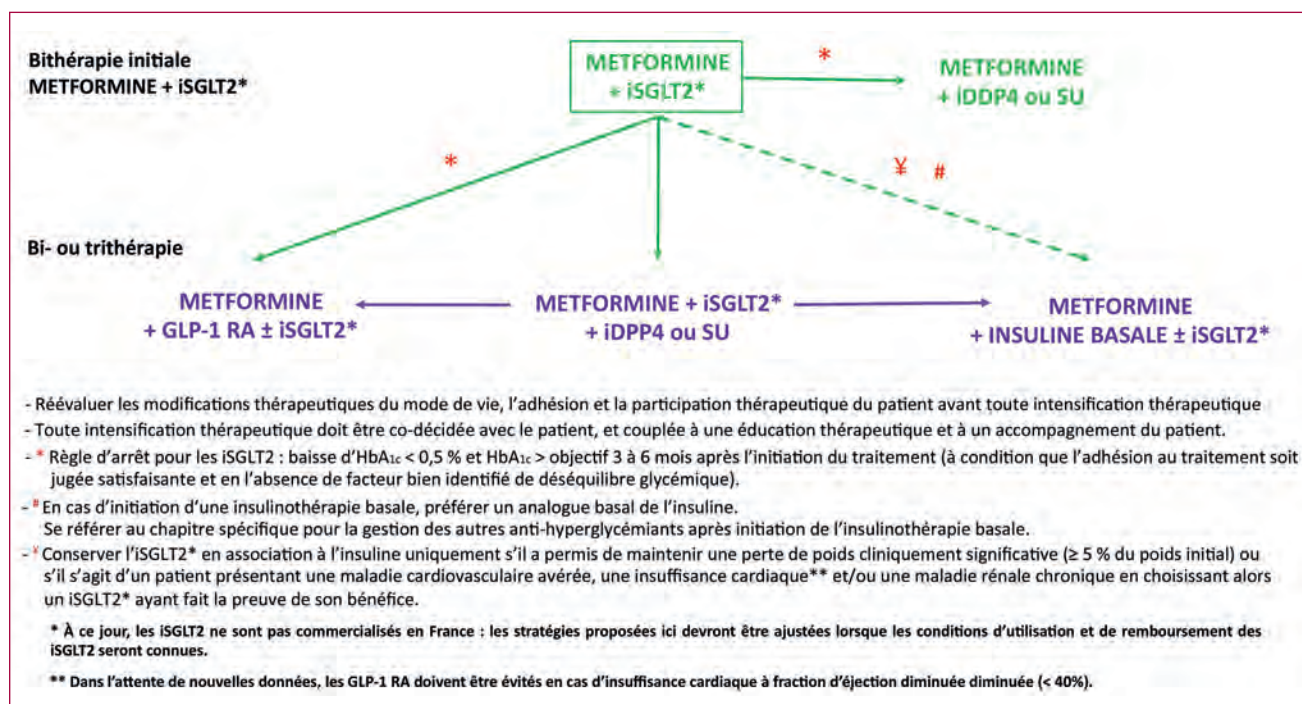 Bithérapie initiale
METFORMINE + iSGLT2*
METFORMINE
+ iSGLT2*
*
METFORMINE
+ iDDP4 ou SU
*
¥ #
Bi- ou trithérapie
METFORMINE
+ GLP-1 RA ± iSGLT2*
METFORMINE + iSGLT2*
+ iDPP4 ou SU
METFORMINE
+ INSULINE BASALE ± iSGLT2*
- Réévaluer les modifications thérapeutiques du mode de vie, l’adhésion et la participation thérapeutique du patient avant toute intensification thérapeutique
- Toute intensification thérapeutique doit être co-décidée avec le patient, et couplée à une éducation thérapeutique et à un accompagnement du patient.
- * Règle d’arrêt pour les iSGLT2 : baisse d’HbA1c < 0,5 % et HbA1c > objectif 3 à 6 mois après l’initiation du traitement (à condition que l’adhésion au traitement soit
jugée satisfaisante et en l’absence de facteur bien identifié de déséquilibre glycémique).
- # En cas d’initiation d’une insulinothérapie basale, préférer un analogue basal de l’insuline.
Se référer au chapitre spécifique pour la gestion des autres anti-hyperglycémiants après initiation de l’insulinothérapie basale.
- ¥ Conserver l’iSGLT2* en association à l’insuline uniquement s’il a permis de maintenir une perte de poids cliniquement significative (≥ 5 % du poids initial) ou
s’il s’agit d’un patient présentant une maladie cardiovasculaire avérée, une insuffisance cardiaque** et/ou une maladie rénale chronique en choisissant alors
un iSGLT2* ayant fait la preuve de son bénéfice.
* À ce jour, les iSGLT2 ne sont pas commercialisés en France : les stratégies proposées ici devront être ajustées lorsque les conditions d’utilisation et de remboursement des
iSGLT2 seront connues.
** Dans l’attente de nouvelles données, les GLP-1 RA doivent être évités en cas d’insuffisance cardiaque à fraction d’éjection diminuée diminuée (< 40%).